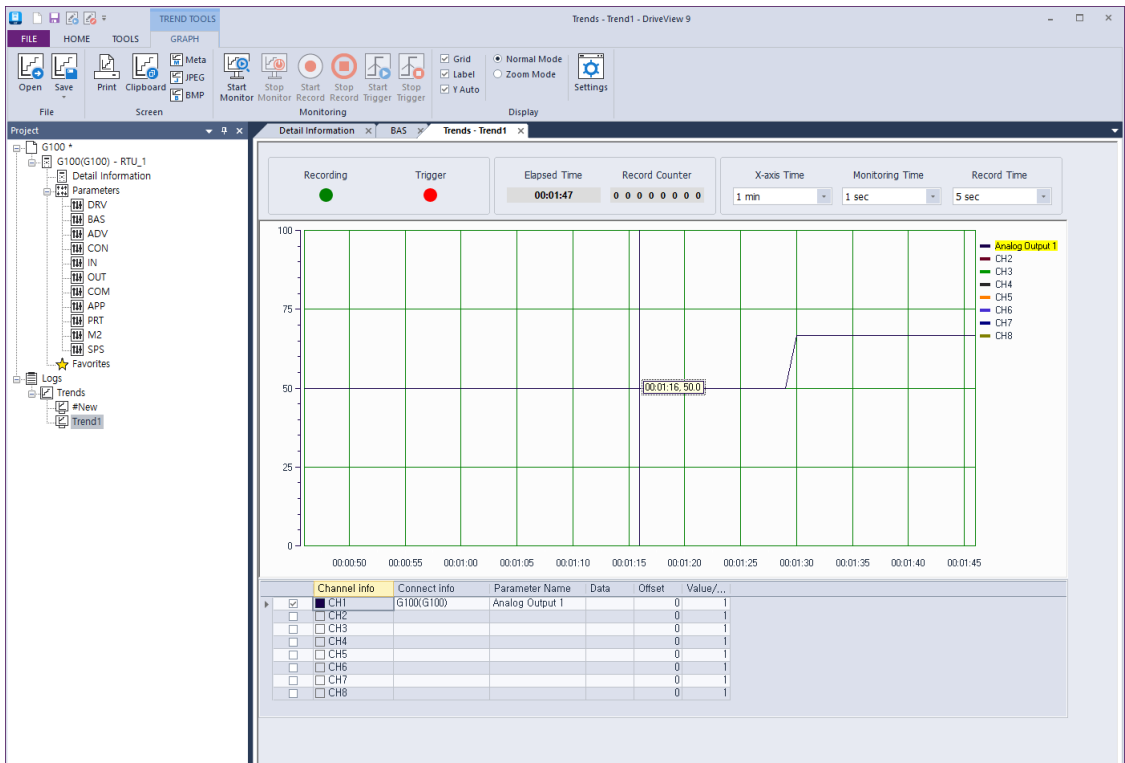 TREND TOOLS
Trends - Trend1 - DriveView 9
FILE HOME TOOLS GRAPH
Open
Save
Print
Clipboard
Meta
JPEG
BMP
Start Monitor
Stop Monitor
Start Record
Stop Record
Start Trigger
Stop Trigger
Grid
Label
Y Auto
Normal Mode
Zoom Mode
Settings
File
Screen
Monitoring
Display
Project
G100 *
G100(G100) - RTU_1
Detail Information
Parameters
DRV
BAS
ADV
CON
IN
OUT
COM
APP
PRT
M2
SPS
Favorites
Logs
Trends
#New
Trend1
Detail Information × BAS × Trends - Trend1 ×
Recording
Trigger
Elapsed Time
00:01:47
Record Counter
0 0 0 0 0 0 0 0
X-axis Time
1 min
Monitoring Time
1 sec
Record Time
5 sec
100
75
50
25
0
00:01:16, 50.0
00:00:50 00:00:55 00:01:00 00:01:05 00:01:10 00:01:15 00:01:20 00:01:25 00:01:30 00:01:35 00:01:40 00:01:45
Analog Output 1
CH2
CH3
CH4
CH5
CH6
CH7
CH8
Channel info Connect info Parameter Name Data Offset Value/...
CH1 G100(G100) Analog Output 1 0 1
CH2 0 1
CH3 0 1
CH4 0 1
CH5 0 1
CH6 0 1
CH7 0 1
CH8 0 1